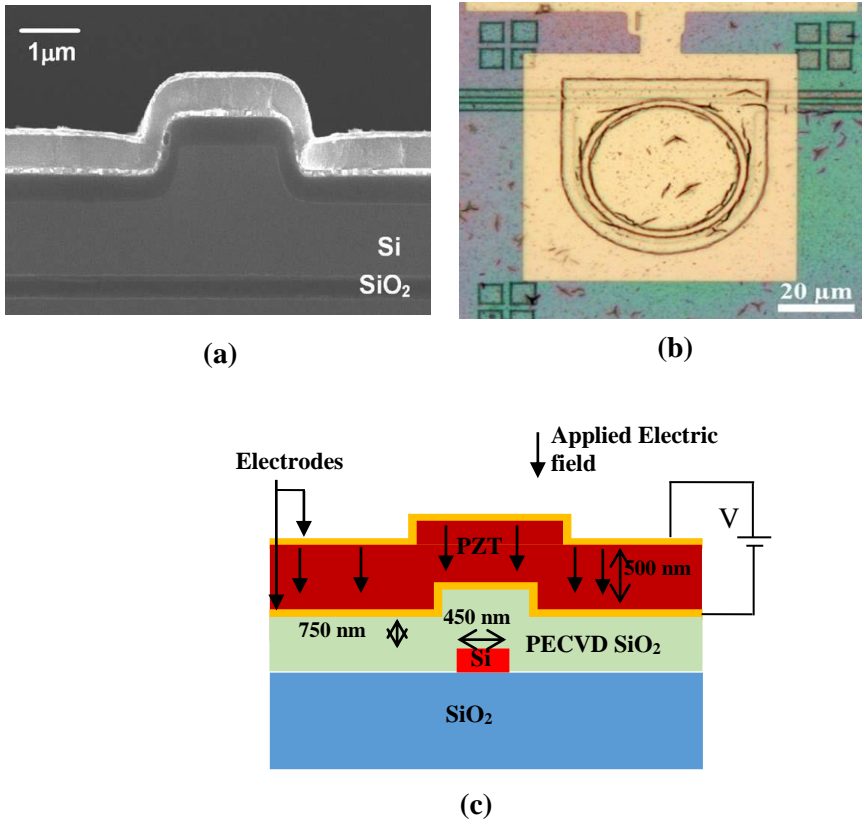 1μm
Si
SiO₂
(a)
20 μm
(b)
Electrodes
Applied Electric
field
V
PZT
500 nm
750 nm
450 nm
Si
PECVD SiO₂
SiO₂
(c)